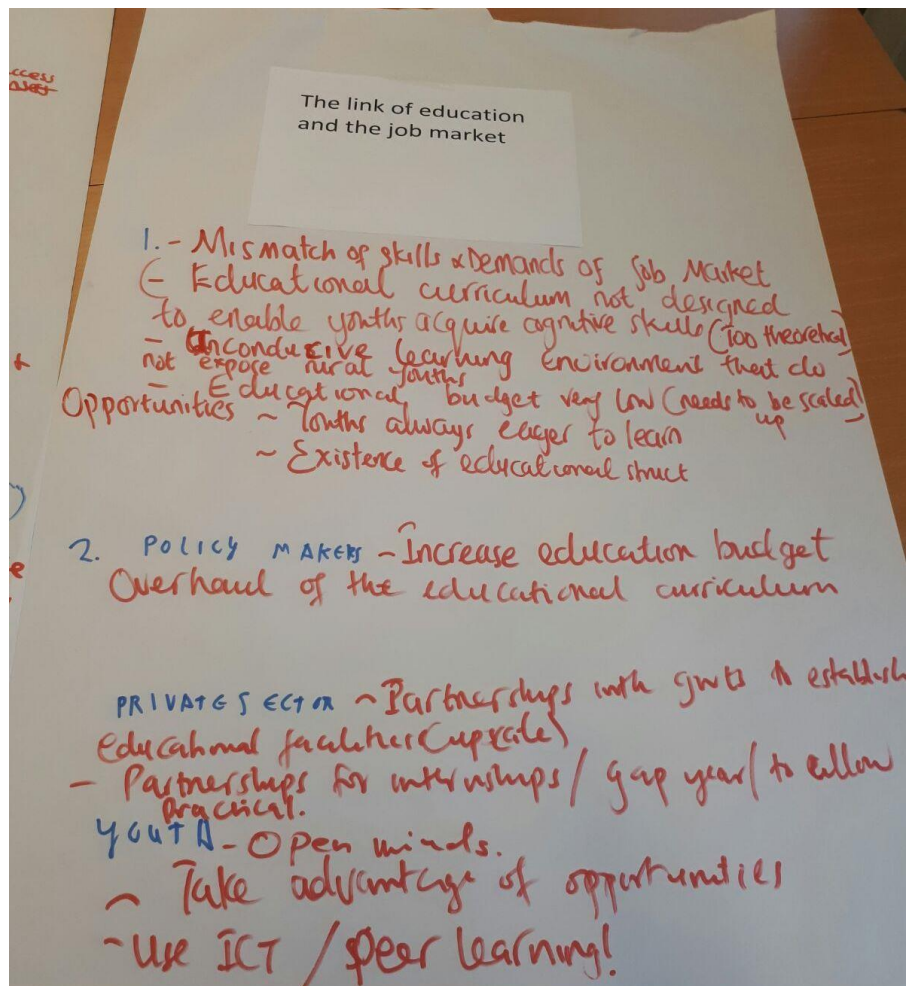 ccess
The link of education
and the job market
1. - Mismatch of skills & Demands of Job Market
(- Educational curriculum not designed
to enable youths acquire cognitive skills (Too theoretical)
- Unconducive learning environment that do
not expose rural youths
- Educational budget very low (needs to be scaled)
up
Opportunities ~ Youths always eager to learn
~ Existence of educational struct
2. POLICY MAKERS - Increase education budget
Overhaul of the educational curriculum
PRIVATE SECTOR ~ Partnerships with gvts to establish
educational facilities (upscale)
- Partnerships for internships / gap year / to allow
practical.
YOUTH - Open minds.
~ Take advantage of opportunities
~ Use ICT / peer learning!